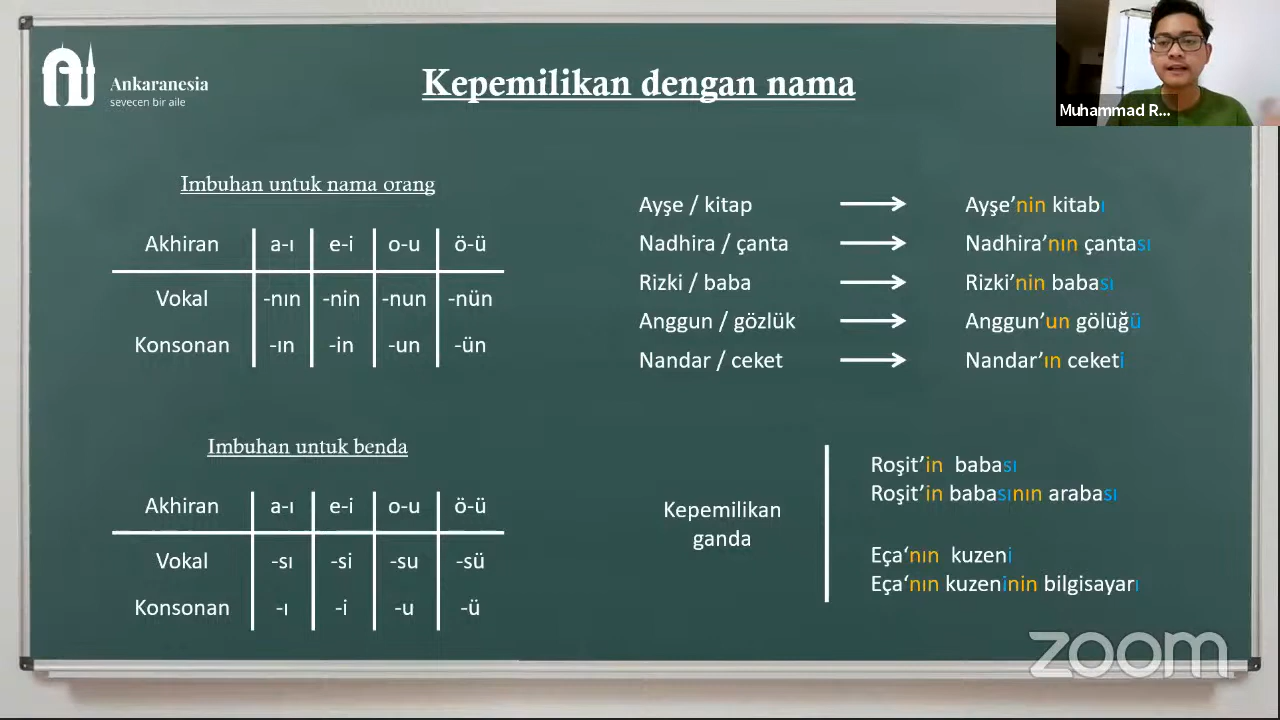 Ankaranesia
sevecen bir aile
Kepemilikan dengan nama
Muhammad R...
Imbuhan untuk nama orang
Akhiran a-ı e-i o-u ö-ü
Vokal -nın -nin -nun -nün
Konsonan -ın -in -un -ün
Ayşe / kitap → Ayşe’nin kitabı
Nadhira / çanta → Nadhira’nın çantası
Rizki / baba → Rizki’nin babası
Anggun / gözlük → Anggun’un gölüğü
Nandar / ceket → Nandar’ın ceketi
Imbuhan untuk benda
Akhiran a-ı e-i o-u ö-ü
Vokal -sı -si -su -sü
Konsonan -ı -i -u -ü
Kepemilikan
ganda
Roşit’in babası
Roşit’in babasının arabası
Eça‘nın kuzeni
Eça‘nın kuzeninin bilgisayarı
zoom